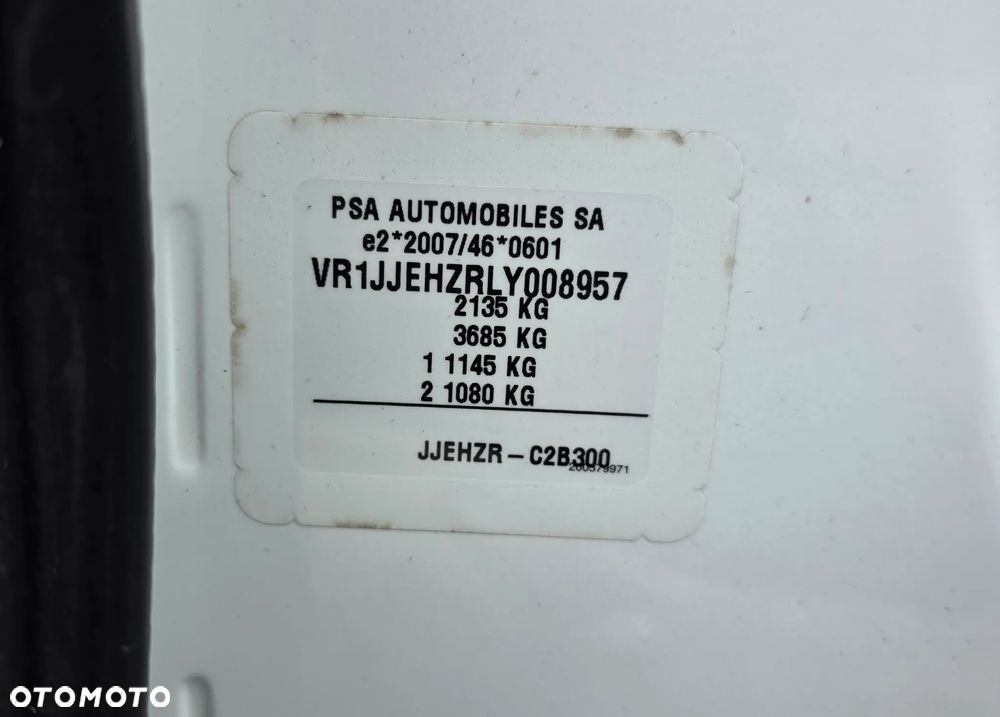 PSA AUTOMOBILES SA
e2*2007/46*0601
VR1JJEHZRLY008957
2135 KG
3685 KG
1 1145 KG
2 1080 KG
JJEHZR – C2B300
200379971
OTOMOTO